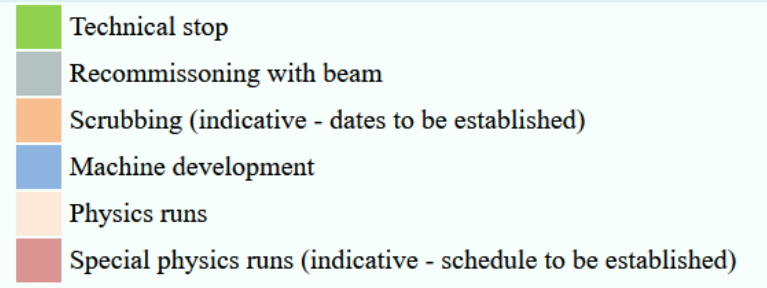 Technical stop
Recommissoning with beam
Scrubbing (indicative - dates to be established)
Machine development
Physics runs
Special physics runs (indicative - schedule to be established)